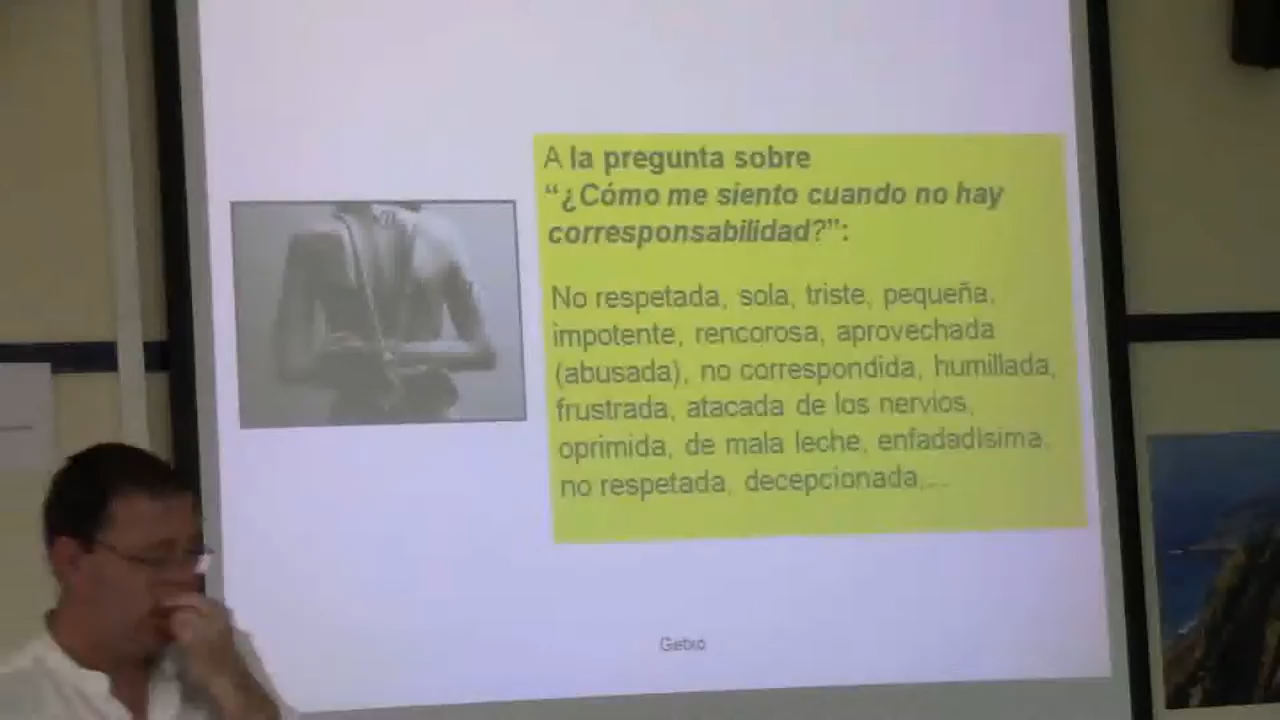 A la pregunta sobre
“¿Cómo me siento cuando no hay
corresponsabilidad?”:
No respetada, sola, triste, pequeña,
impotente, rencorosa, aprovechada
(abusada), no correspondida, humillada,
frustrada, atacada de los nervios,
oprimida, de mala leche, enfadadísima,
no respetada, decepcionada,...
Getxo